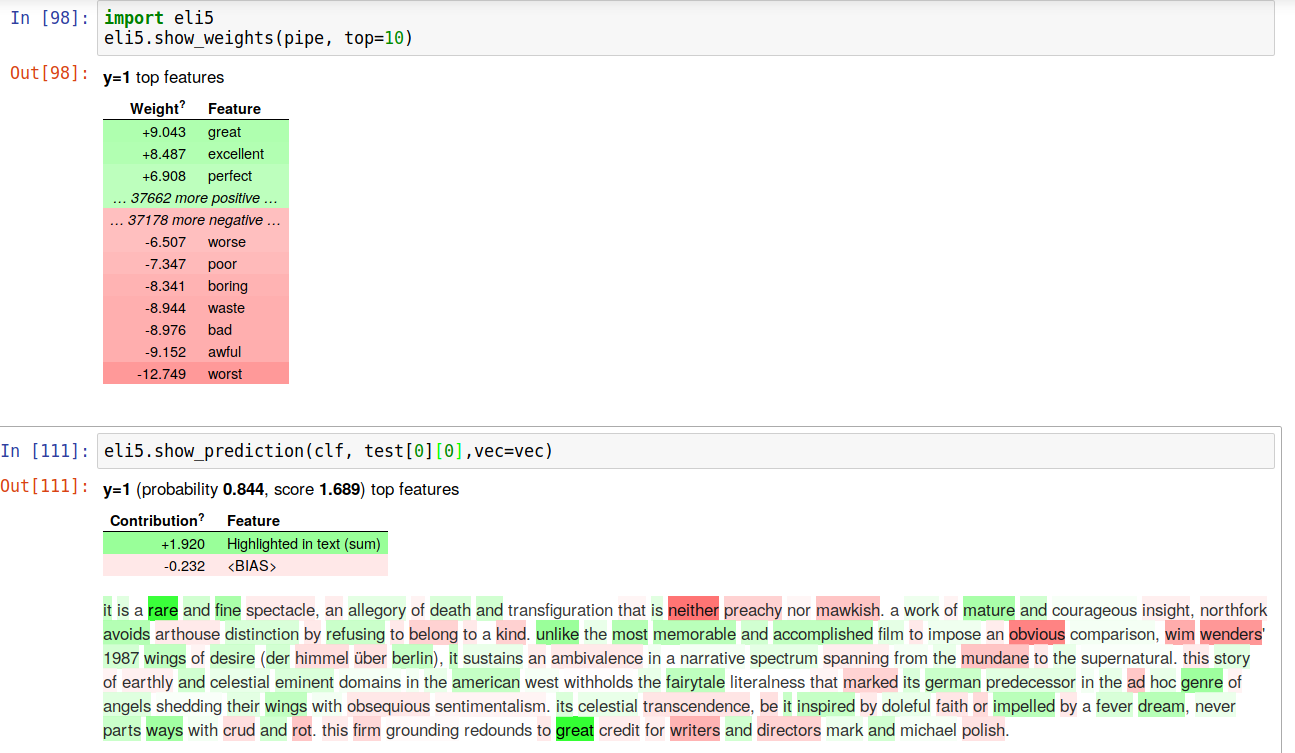 In [98]: import eli5
eli5.show_weights(pipe, top=10)
Out[98]: y=1 top features
Weight? Feature
+9.043 great
+8.487 excellent
+6.908 perfect
… 37662 more positive …
… 37178 more negative …
-6.507 worse
-7.347 poor
-8.341 boring
-8.944 waste
-8.976 bad
-9.152 awful
-12.749 worst
In [111]: eli5.show_prediction(clf, test[0][0],vec=vec)
Out[111]: y=1 (probability 0.844, score 1.689) top features
Contribution? Feature
+1.920 Highlighted in text (sum)
-0.232 <BIAS>
it is a rare and fine spectacle, an allegory of death and transfiguration that is neither preachy nor mawkish. a work of mature and courageous insight, northfork
avoids arthouse distinction by refusing to belong to a kind. unlike the most memorable and accomplished film to impose an obvious comparison, wim wenders'
1987 wings of desire (der himmel über berlin), it sustains an ambivalence in a narrative spectrum spanning from the mundane to the supernatural. this story
of earthly and celestial eminent domains in the american west withholds the fairytale literalness that marked its german predecessor in the ad hoc genre of
angels shedding their wings with obsequious sentimentalism. its celestial transcendence, be it inspired by doleful faith or impelled by a fever dream, never
parts ways with crud and rot. this firm grounding redounds to great credit for writers and directors mark and michael polish.